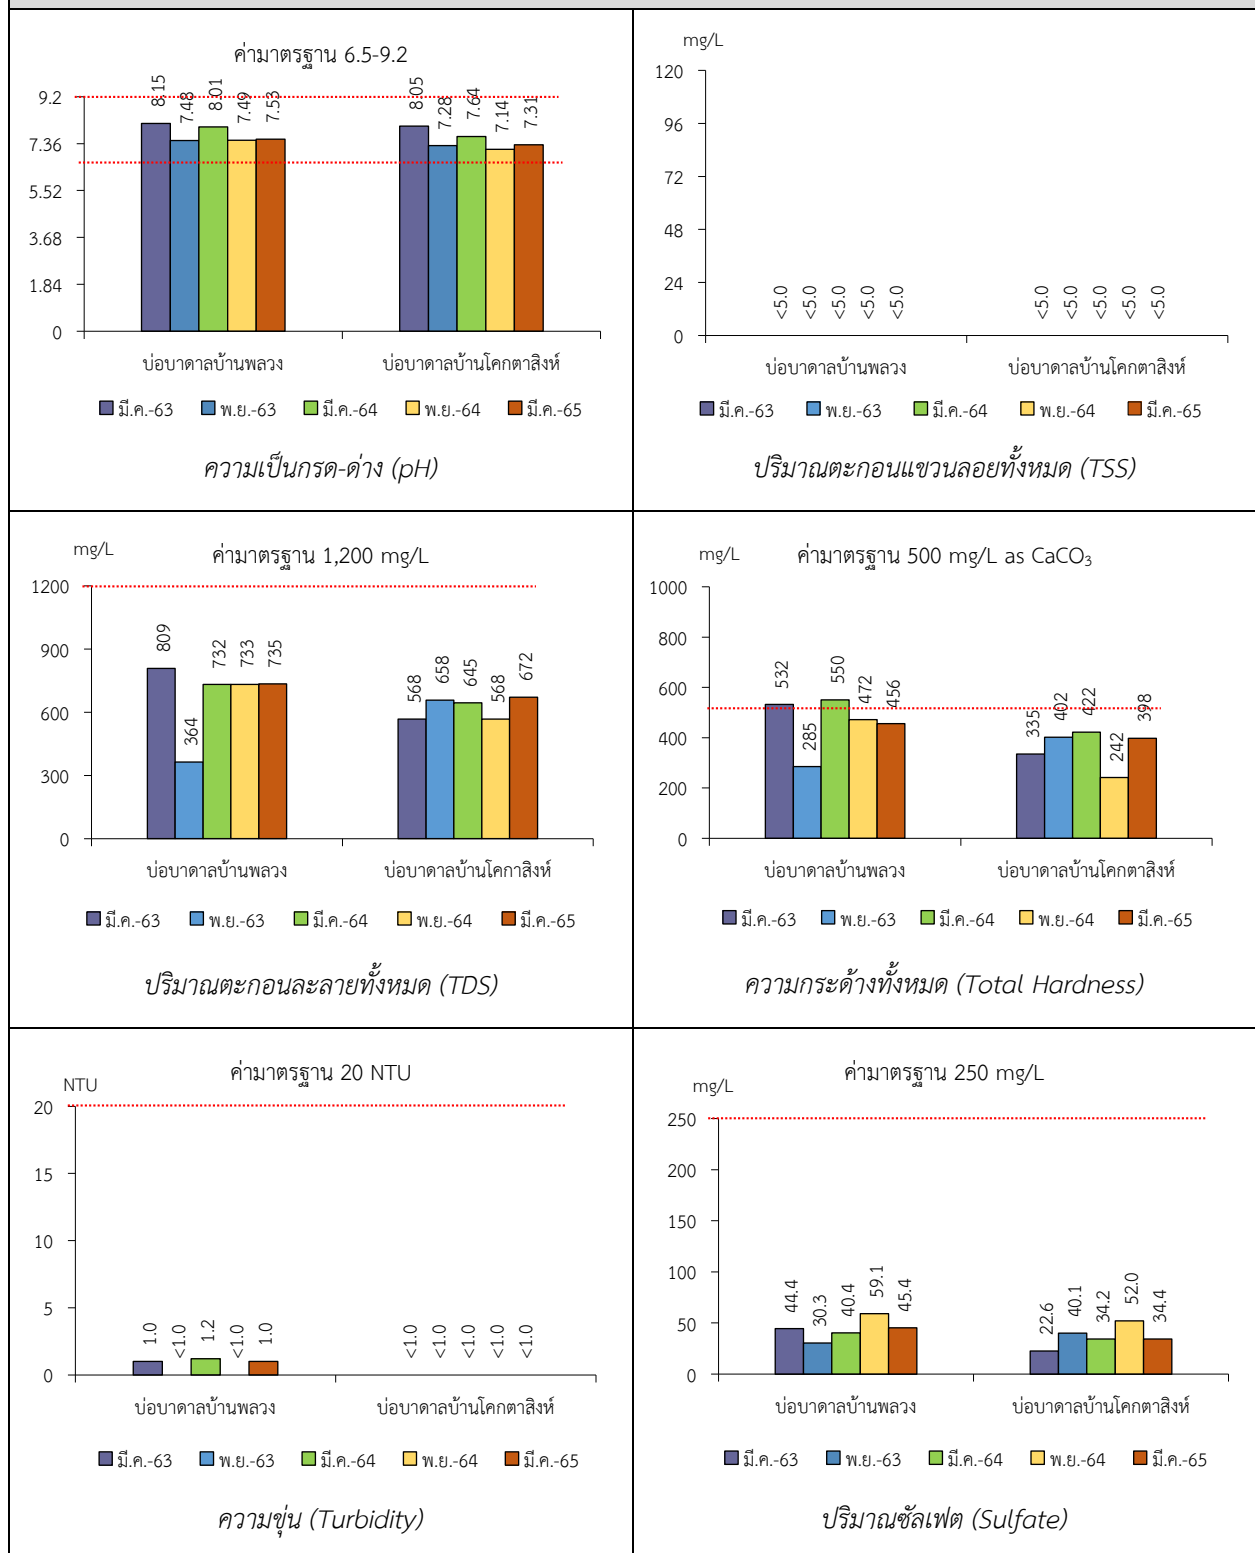 ค่ามาตรฐาน 6.5-9.2
9.2
7.36
5.52
3.68
1.84
0
8.15
7.48
8.01
7.49
7.53
8.05
7.28
7.64
7.14
7.31
บ่อบาดาลบ้านพลวง
บ่อบาดาลบ้านโคกตาสิงห์
มี.ค.-63
พ.ย.-63
มี.ค.-64
พ.ย.-64
มี.ค.-65
ความเป็นกรด-ด่าง (pH)
mg/L
120
96
72
48
24
0
<5.0
<5.0
<5.0
<5.0
<5.0
<5.0
<5.0
<5.0
<5.0
<5.0
บ่อบาดาลบ้านพลวง
บ่อบาดาลบ้านโคกตาสิงห์
มี.ค.-63
พ.ย.-63
มี.ค.-64
พ.ย.-64
มี.ค.-65
ปริมาณตะกอนแขวนลอยทั้งหมด (TSS)
mg/L
ค่ามาตรฐาน 1,200 mg/L
1200
900
600
300
0
809
364
732
733
735
568
658
645
568
672
บ่อบาดาลบ้านพลวง
บ่อบาดาลบ้านโคกาสิงห์
มี.ค.-63
พ.ย.-63
มี.ค.-64
พ.ย.-64
มี.ค.-65
ปริมาณตะกอนละลายทั้งหมด (TDS)
mg/L
ค่ามาตรฐาน 500 mg/L as CaCO₃
1000
800
600
400
200
0
532
285
550
472
456
335
402
422
242
398
บ่อบาดาลบ้านพลวง
บ่อบาดาลบ้านโคกตาสิงห์
มี.ค.-63
พ.ย.-63
มี.ค.-64
พ.ย.-64
มี.ค.-65
ความกระด้างทั้งหมด (Total Hardness)
NTU
ค่ามาตรฐาน 20 NTU
20
15
10
5
0
1.0
<1.0
1.2
<1.0
1.0
<1.0
<1.0
<1.0
<1.0
<1.0
บ่อบาดาลบ้านพลวง
บ่อบาดาลบ้านโคกตาสิงห์
มี.ค.-63
พ.ย.-63
มี.ค.-64
พ.ย.-64
มี.ค.-65
ความขุ่น (Turbidity)
mg/L
ค่ามาตรฐาน 250 mg/L
250
200
150
100
50
0
44.4
30.3
40.4
59.1
45.4
22.6
40.1
34.2
52.0
34.4
บ่อบาดาลบ้านพลวง
บ่อบาดาลบ้านโคกตาสิงห์
มี.ค.-63
พ.ย.-63
มี.ค.-64
พ.ย.-64
มี.ค.-65
ปริมาณซัลเฟต (Sulfate)